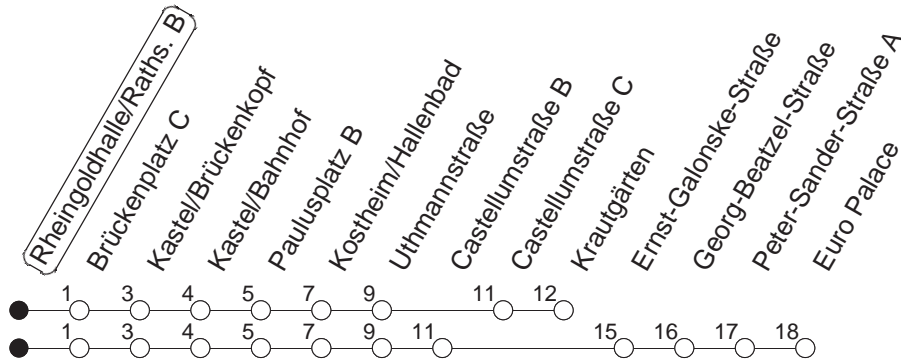 Rheingoldhalle/Raths. B
Brückenplatz C
Kastel/Brückenkopf
Kastel/Bahnhof
Paulusplatz B
Kostheim/Hallenbad
Uthmannstraße
Castellumstraße B
Castellumstraße C
Krautgärten
Ernst-Galonske-Straße
Georg-Beatzel-Straße
Peter-Sander-Straße A
Euro Palace
1 3 4 5 7 9 11 12
1 3 4 5 7 9 11 15 16 17 18